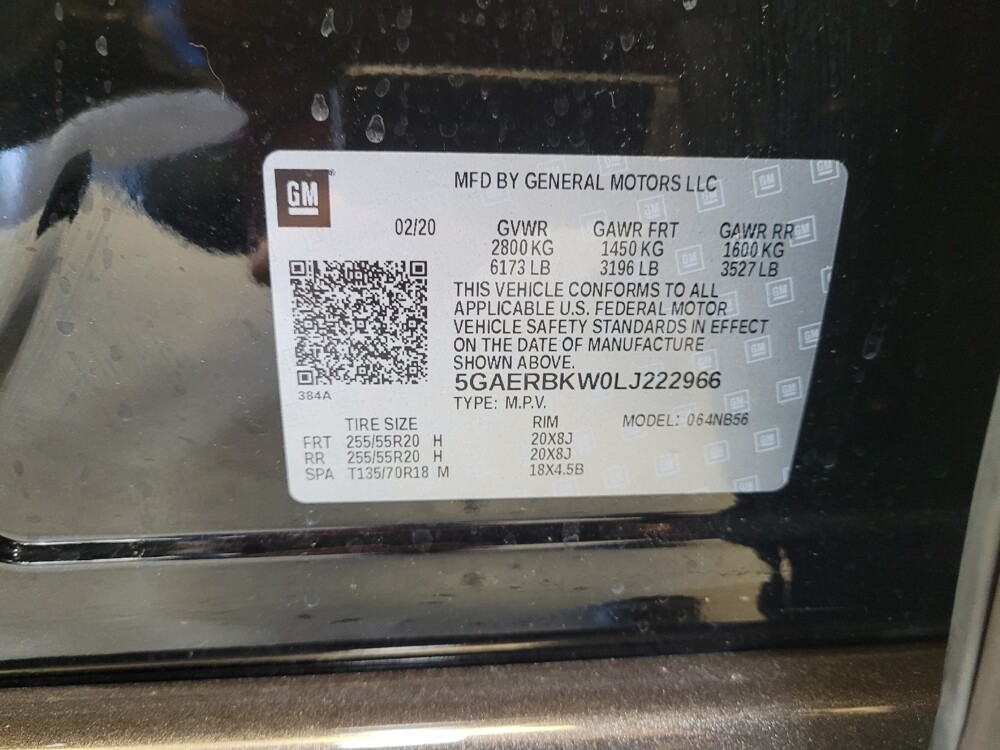 GM
MFD BY GENERAL MOTORS LLC
02/20 GVWR GAWR FRT GAWR RR
2800 KG 1450 KG 1600 KG
6173 LB 3196 LB 3527 LB
THIS VEHICLE CONFORMS TO ALL
APPLICABLE U.S. FEDERAL MOTOR
VEHICLE SAFETY STANDARDS IN EFFECT
ON THE DATE OF MANUFACTURE
SHOWN ABOVE.
5GAERBKW0LJ222966
384A
TYPE: M.P.V.
TIRE SIZE RIM MODEL: 064NB56
FRT 255/55R20 H 20X8J
RR 255/55R20 H 20X8J
SPA T135/70R18 M 18X4.5B